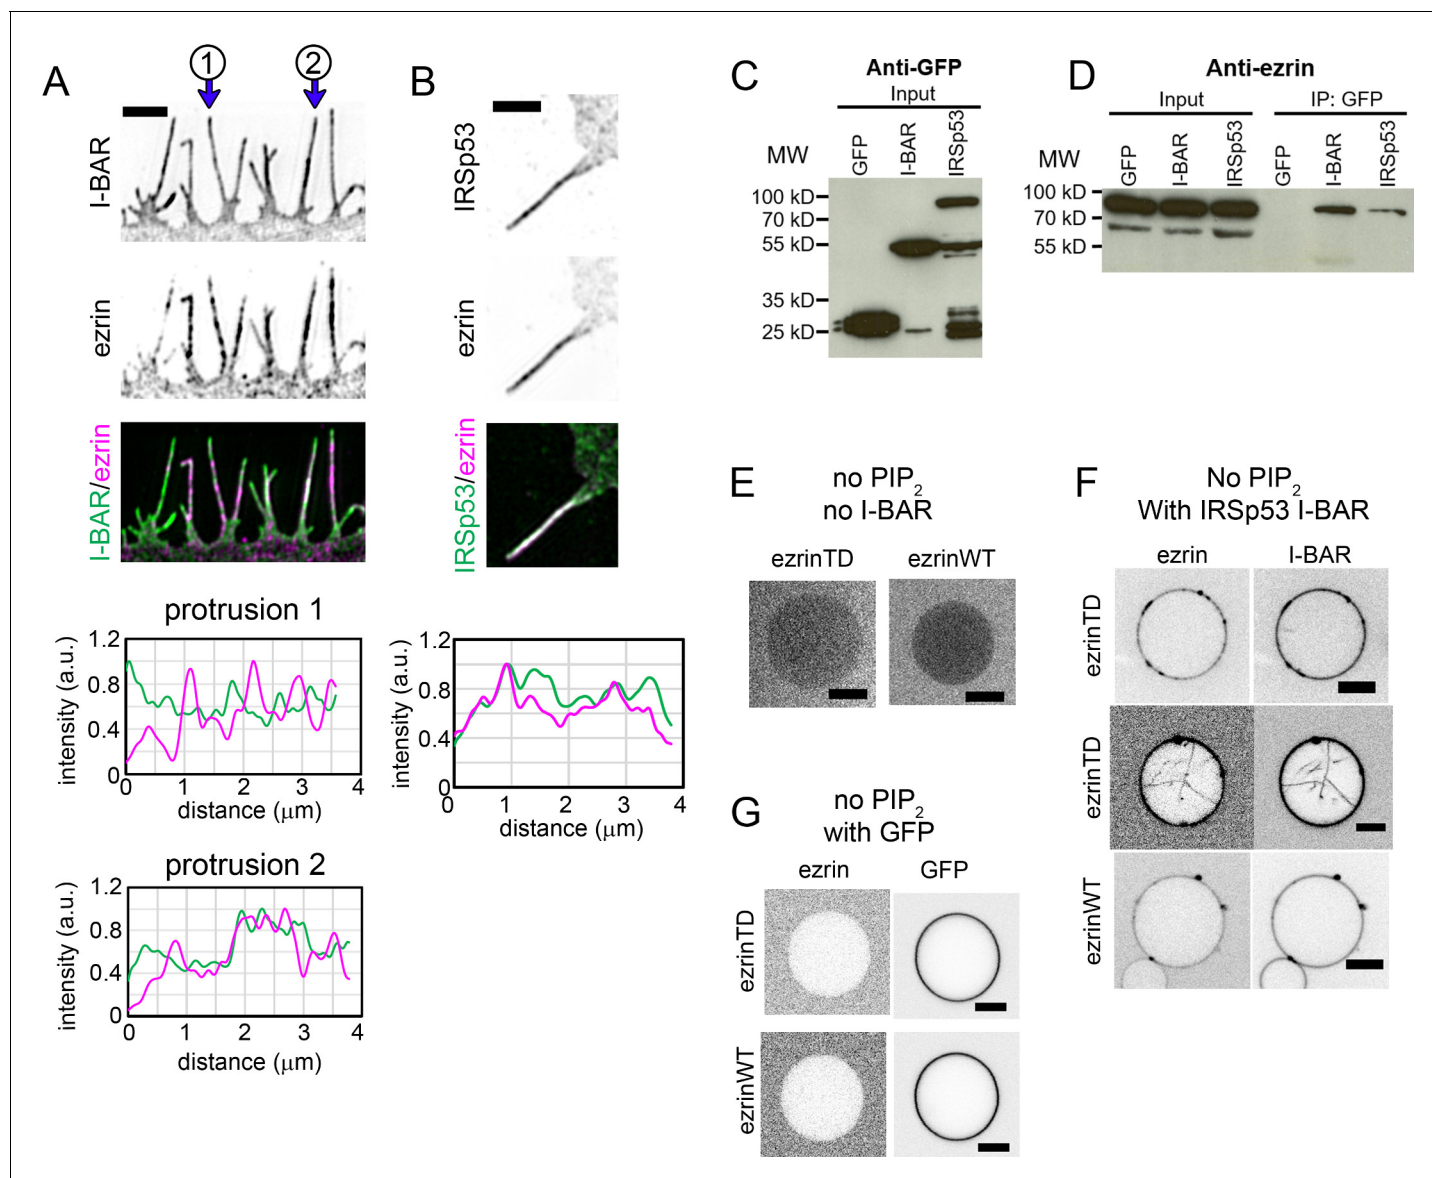 A
1
2
I-BAR
ezrin
I-BAR/ezrin
protrusion 1
intensity (a.u.)
1.2
0.8
0.4
0
0 1 2 3 4
distance (µm)
protrusion 2
intensity (a.u.)
1.2
0.8
0.4
0
0 1 2 3 4
distance (µm)
B
IRSp53
ezrin
IRSp53/ezrin
intensity (a.u.)
1.2
0.8
0.4
0
0 1 2 3 4
distance (µm)
C
Anti-GFP
Input
MW
GFP
I-BAR
IRSp53
100 kD
70 kD
55 kD
35 kD
25 kD
D
Anti-ezrin
Input IP: GFP
MW
GFP
I-BAR
IRSp53
GFP
I-BAR
IRSp53
100 kD
70 kD
55 kD
E
no PIP2
no I-BAR
ezrinTD ezrinWT
F
No PIP2
With IRSp53 I-BAR
ezrin I-BAR
ezrinTD
ezrinTD
ezrinWT
G
no PIP2
with GFP
ezrin GFP
ezrinTD
ezrinWT